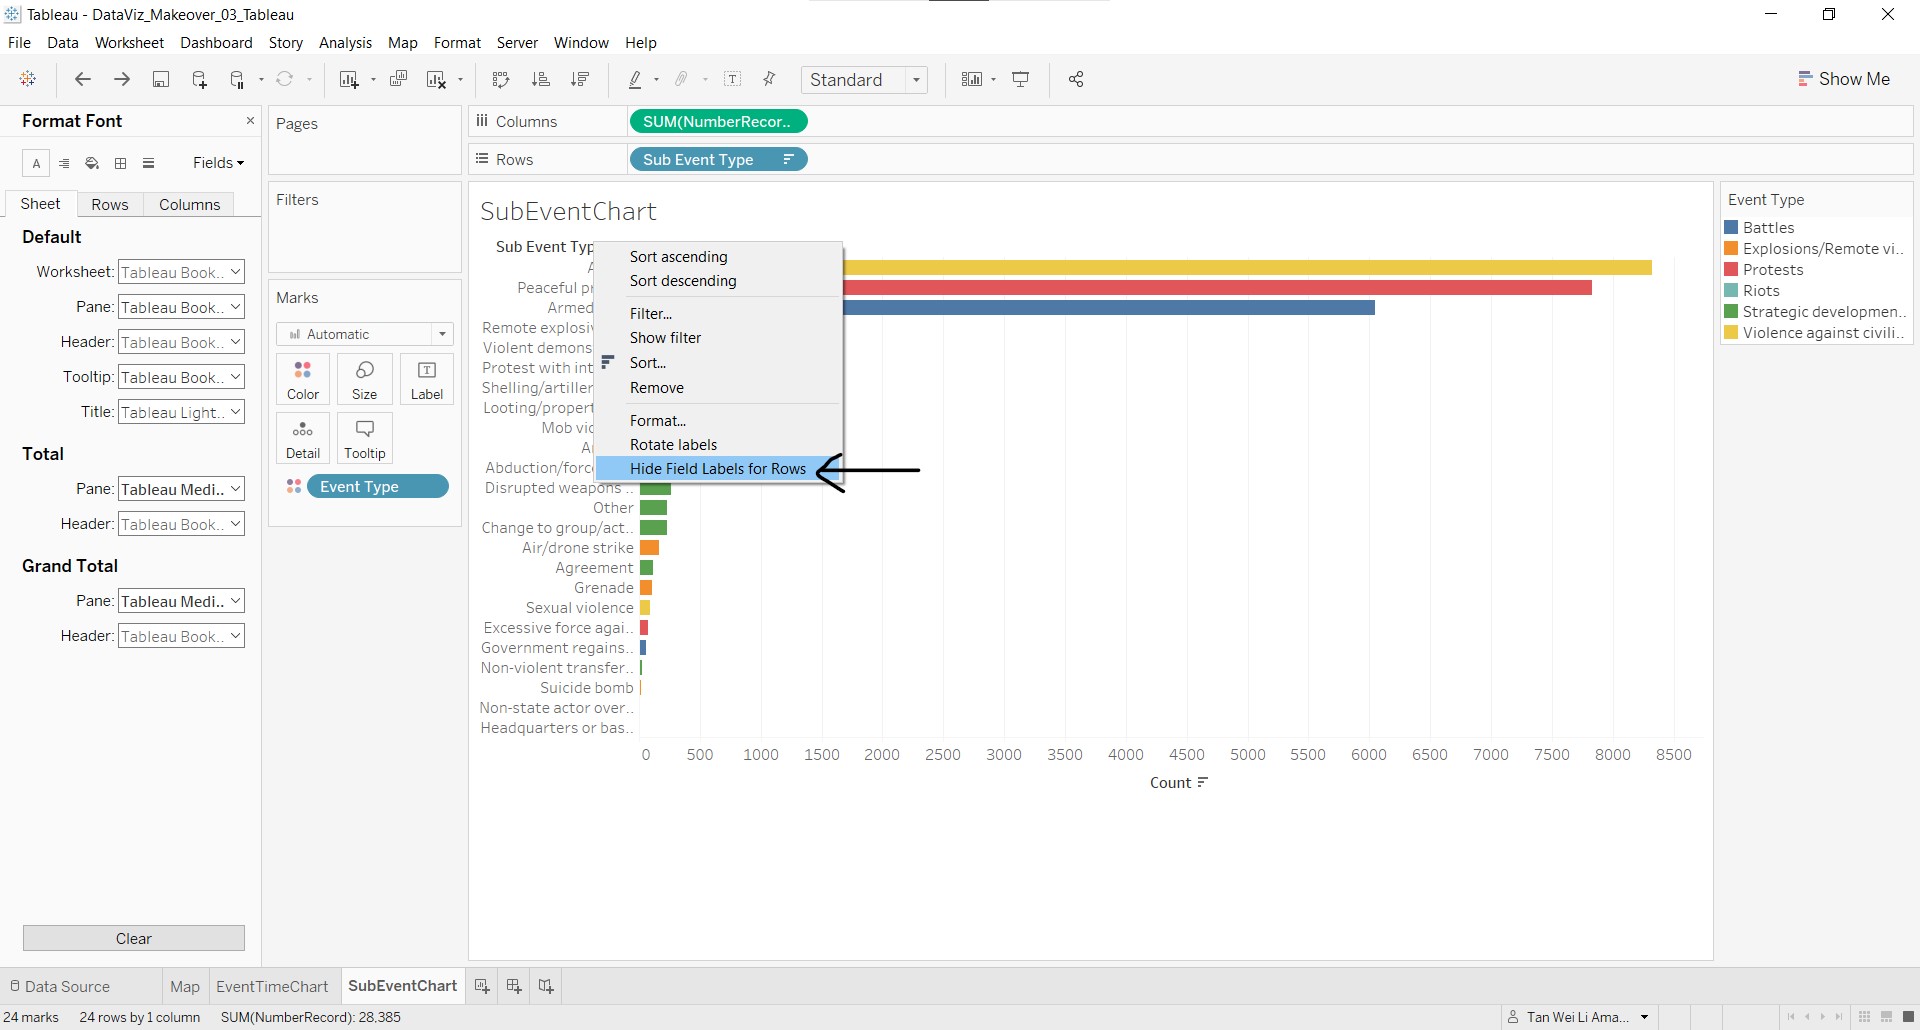 Tableau - DataViz_Makeover_03_Tableau
File Data Worksheet Dashboard Story Analysis Map Format Server Window Help
Standard
Show Me
Format Font
Fields
Sheet Rows Columns
Default
Worksheet: Tableau Book..
Pane: Tableau Book..
Header: Tableau Book..
Tooltip: Tableau Book..
Title: Tableau Light..
Total
Pane: Tableau Medi..
Header: Tableau Book..
Grand Total
Pane: Tableau Medi..
Header: Tableau Book..
Clear
Pages
Filters
Marks
Automatic
Color Size Label
Detail Tooltip
Event Type
Columns SUM(NumberRecor..
Rows Sub Event Type
SubEventChart
Sub Event Typ
A
Peaceful pr
Armed
Remote explosiv
Violent demons
Protest with int
Shelling/artiller
Looting/propert
Mob vio
Ar
Abduction/forc
Disrupted weapons ..
Other
Change to group/act..
Air/drone strike
Agreement
Grenade
Sexual violence
Excessive force agai..
Government regains..
Non-violent transfer..
Suicide bomb
Non-state actor over..
Headquarters or bas..
Sort ascending
Sort descending
Filter...
Show filter
Sort...
Remove
Format...
Rotate labels
Hide Field Labels for Rows
0 500 1000 1500 2000 2500 3000 3500 4000 4500 5000 5500 6000 6500 7000 7500 8000 8500
Count
Event Type
Battles
Explosions/Remote vi..
Protests
Riots
Strategic developmen..
Violence against civili..
Data Source Map EventTimeChart SubEventChart
24 marks 24 rows by 1 column SUM(NumberRecord): 28,385
Tan Wei Li Ama...